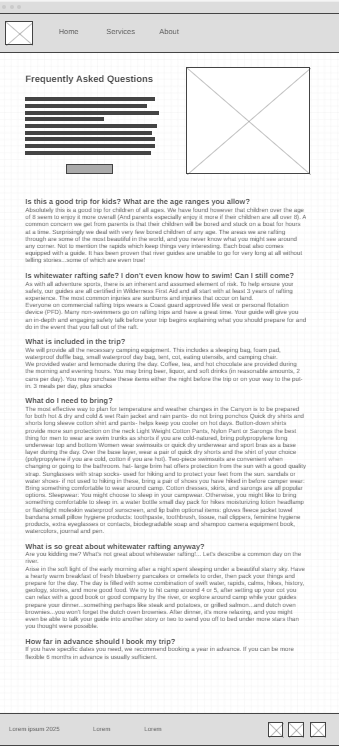 Home Services About
Frequently Asked Questions
Is this a good trip for kids? What are the age ranges you allow?
Absolutely this is a good trip for children of all ages. We have found however that children over the age
of 8 seem to enjoy it more overall (And parents especially enjoy it more if their children are all over 8). A
common concern we get from parents is that their children will be bored and stuck on a boat for hours
at a time. Surprisingly we deal with very few bored children of any age. The areas we are rafting
through are some of the most beautiful in the world, and you never know what you might see around
any corner. Not to mention the rapids which keep things very interesting. Each boat also comes
equipped with a guide. It has been proven that river guides are unable to go for very long at all without
telling stories...some of which are even true!
Is whitewater rafting safe? I don't even know how to swim! Can I still come?
As with all adventure sports, there is an inherent and assumed element of risk. To help ensure your
safety, our guides are all certified in Wilderness First Aid and all start with at least 3 years of rafting
experience. The most common injuries are sunburns and injuries that occur on land.
Everyone on commercial rafting trips wears a Coast guard approved life vest or personal flotation
device (PFD). Many non-swimmers go on rafting trips and have a great time. Your guide will give you
an in-depth and engaging safety talk before your trip begins explaining what you should prepare for and
do in the event that you fall out of the raft.
What is included in the trip?
We will provide all the necessary camping equipment. This includes a sleeping bag, foam pad,
waterproof duffle bag, small waterproof day bag, tent, cot, eating utensils, and camping chair.
We provided water and lemonade during the day. Coffee, tea, and hot chocolate are provided during
the morning and evening hours. You may bring beer, liquor, and soft drinks (in reasonable amounts, 2
cans per day). You may purchase these items either the night before the trip or on your way to the put-
in. 3 meals per day, plus snacks
What do I need to bring?
The most effective way to plan for temperature and weather changes in the Canyon is to be prepared
for both hot & dry and cold & wet Rain jacket and rain pants- do not bring ponchos Quick dry shirts and
shorts long sleeve cotton shirt and pants- helps keep you cooler on hot days. Button-down shirts
provide more sun protection on the neck Light Weight Cotton Pants, Nylon Pant or Sarongs the best
thing for men to wear are swim trunks as shorts if you are cold-natured, bring polypropylene long
underwear top and bottoms Women should wear a two-piece swimsuit and quick dry shorts as a base
layer during the day. Over the base layer, wear a pair of quick dry shorts and the shirt of your choice
(polypropylene if you are cold, cotton if you are hot). Two-piece swimsuits are even convenient when
changing or going to the bathroom. hat- large brim hat offers protection from the sun with a good quality
strap. Sunglasses with strap socks- used for hiking and to protect your feet from the sun. sandals or
water shoes- if not used to hiking in these, bring a pair of shoes you have hiked in before camper wear:
Bring something comfortable to wear at camp. Cotton shorts, skirts, and sarongs are all popular
options. Sleepwear: You might choose to sleep in your campwear. Otherwise, you might like to bring
something comfortable to sleep in. water bottle for hikes moisturizing lotion headlamp
or flashlight moleskin waterproof sunscreen, and lip balm optional items: gloves fleece jacket towel
bandana small pillow hygiene products: toothpaste, toothbrush, tissue, nail clippers, feminine hygiene
products, extra eyeglasses or contacts, biodegradable soap and shampoo camera equipment book,
watercolors, journal and pen.
What is so great about whitewater rafting anyway?
Are you kidding me? What's not great about whitewater rafting!... Let's describe a common day on the
river.
Arise in the soft light of the early morning after a night spent sleeping under a beautiful starry sky. Have
a hearty warm breakfast of fresh blueberry pancakes or omelets to order, then pack your things and
prepare for the day. The day is filled with some combination of swift water, rapids, calms, hikes, history,
geology, stories, and more good food. We try to hit camp around 4 or 5, after setting up your cot you
can relax with a good book or good company by the river, or explore around camp while your guides
prepare your dinner...something perhaps like steak and potatoes, or grilled salmon...and dutch oven
brownies...you won't forget the dutch oven brownies. After dinner, it's more relaxing, and you might
even be able to talk your guide into another story or two to send you off to bed under more stars than
you thought were possible.
How far in advance should I book my trip?
If you have specific dates you need, we recommend booking a year in advance. If you can be more
flexible 6 months in advance is usually sufficient.
Lorem ipsum 2025 Lorem Lorem